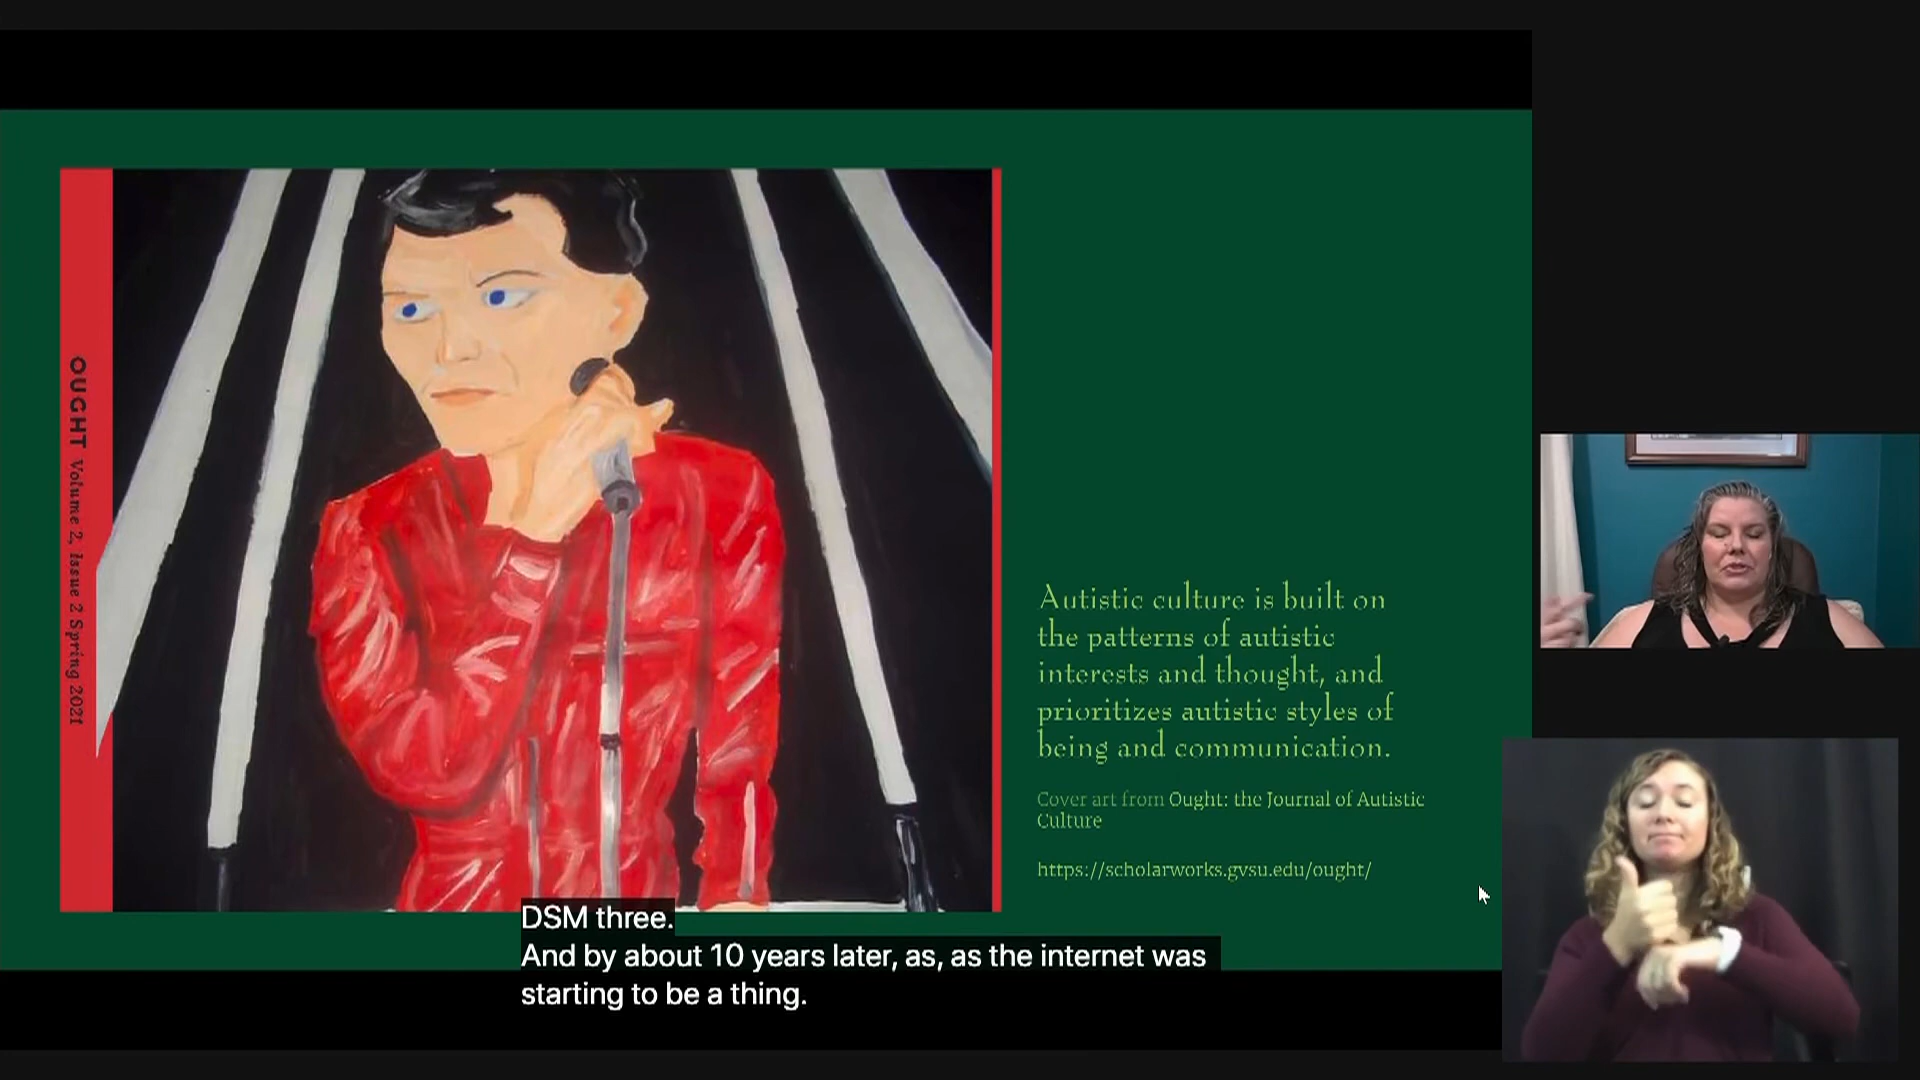 OUGHT Volume 2, Issue 2 Spring 2021
Autistic culture is built on
the patterns of autistic
interests and thought, and
prioritizes autistic styles of
being and communication.
Cover art from Ought: the Journal of Autistic
Culture
https://scholarworks.gvsu.edu/ought/
DSM three.
And by about 10 years later, as, as the internet was
starting to be a thing.